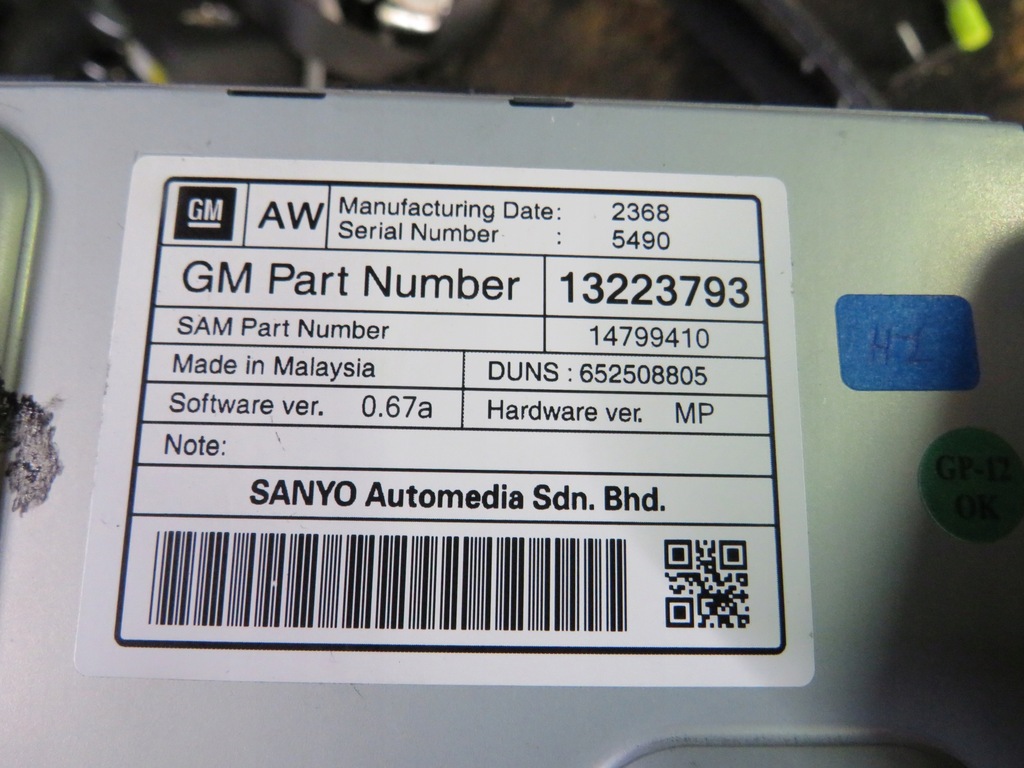 GM AW Manufacturing Date: 2368
Serial Number : 5490
GM Part Number 13223793
SAM Part Number 14799410
Made in Malaysia DUNS : 652508805
Software ver. 0.67a Hardware ver. MP
Note:
SANYO Automedia Sdn. Bhd.
GP-12
OK